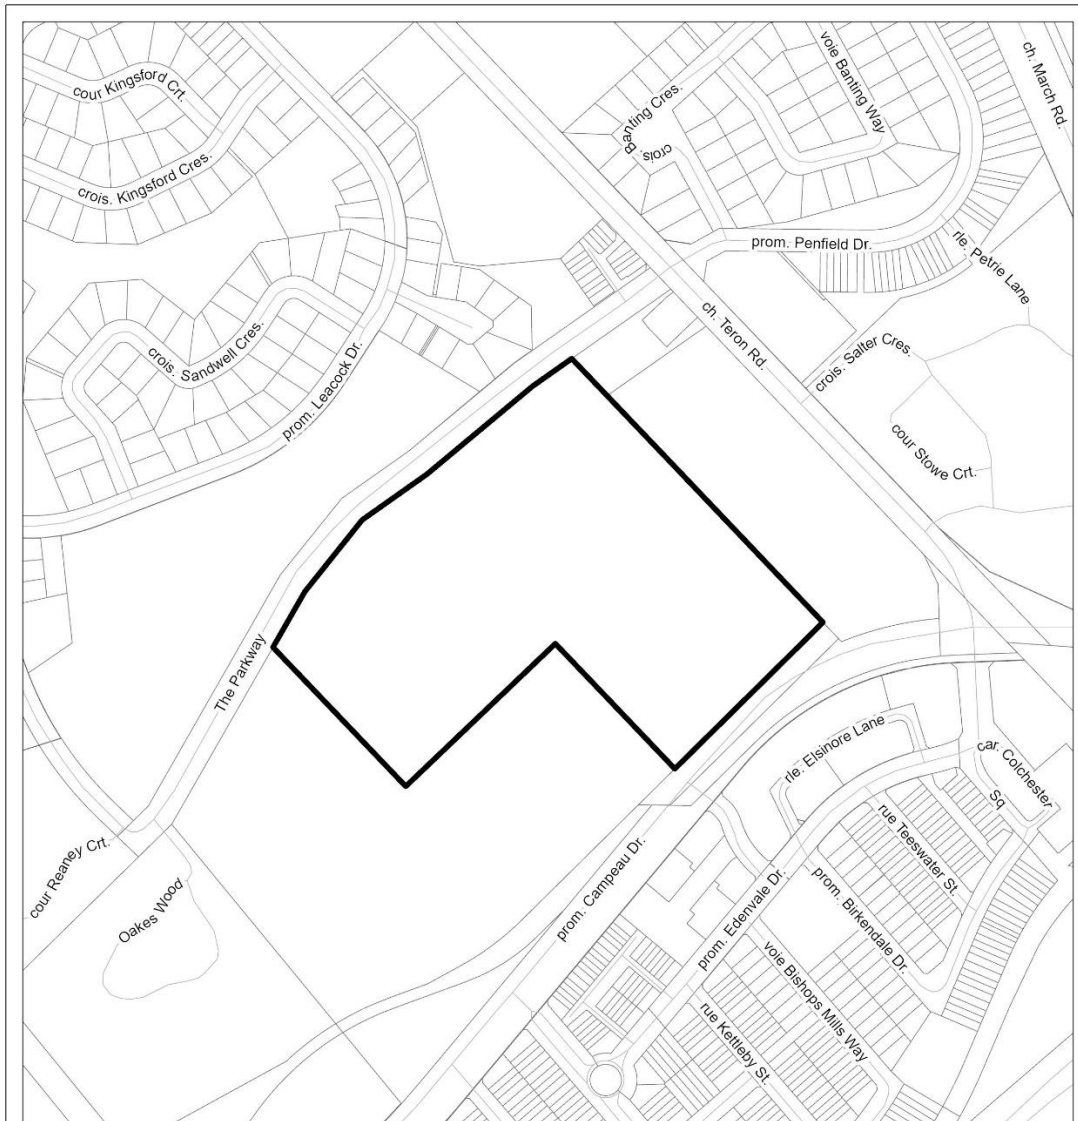 cour Kingsford Crt.
crois. Kingsford Cres.
crois. Banting Cres.
voie Banting Way
ch. March Rd.
prom. Penfield Dr.
rle. Petrie Lane
ch. Teron Rd.
crois. Salter Cres.
cour Stowe Crt.
crois. Sandwell Cres.
prom. Leacock Dr.
The Parkway
rle. Elsinore Lane
car. Colchester
Sq
rue Teeswater St.
prom. Birkendale Dr.
prom. Edenvale Dr.
prom. Campeau Dr.
cour Reaney Crt.
Oakes Wood
voie Bishops Mills Way
rue Kettleby St.